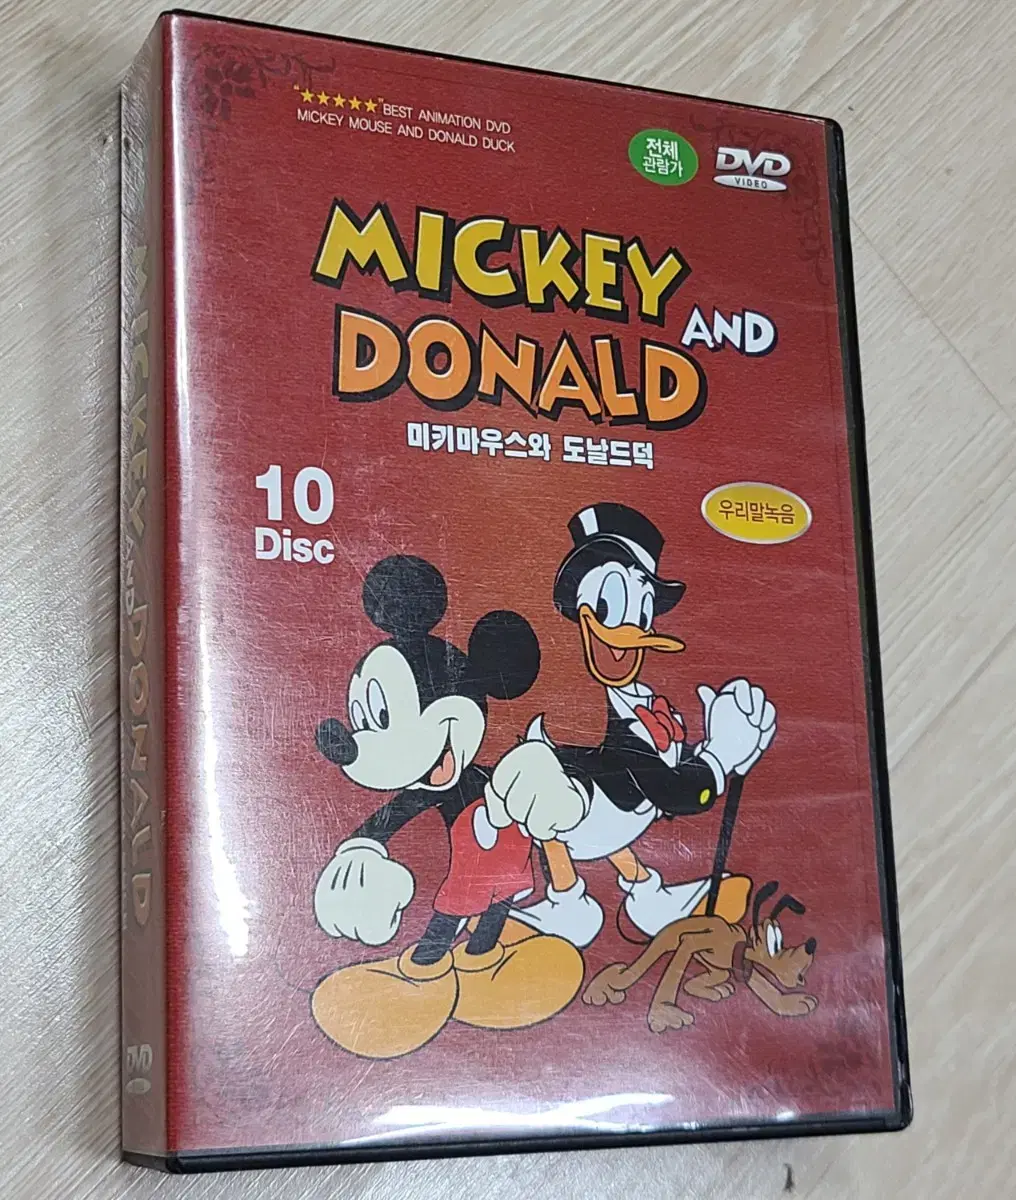 "★★★★★"BEST ANIMATION DVD
MICKEY MOUSE AND DONALD DUCK
전체
관람가
DVD
VIDEO
MICKEY
AND
DONALD
미키마우스와 도날드덕
10
Disc
우리말녹음
MICKEY AND DONALD
DVD